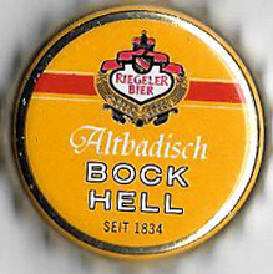 RIEGELER
BIER
Altbadisch
BOCK
HELL
SEIT 1834